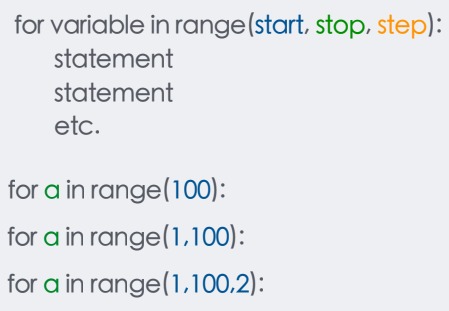 for variable in range(start, stop, step):
statement
statement
etc.
for a in range(100):
for a in range(1,100):
for a in range(1,100,2):